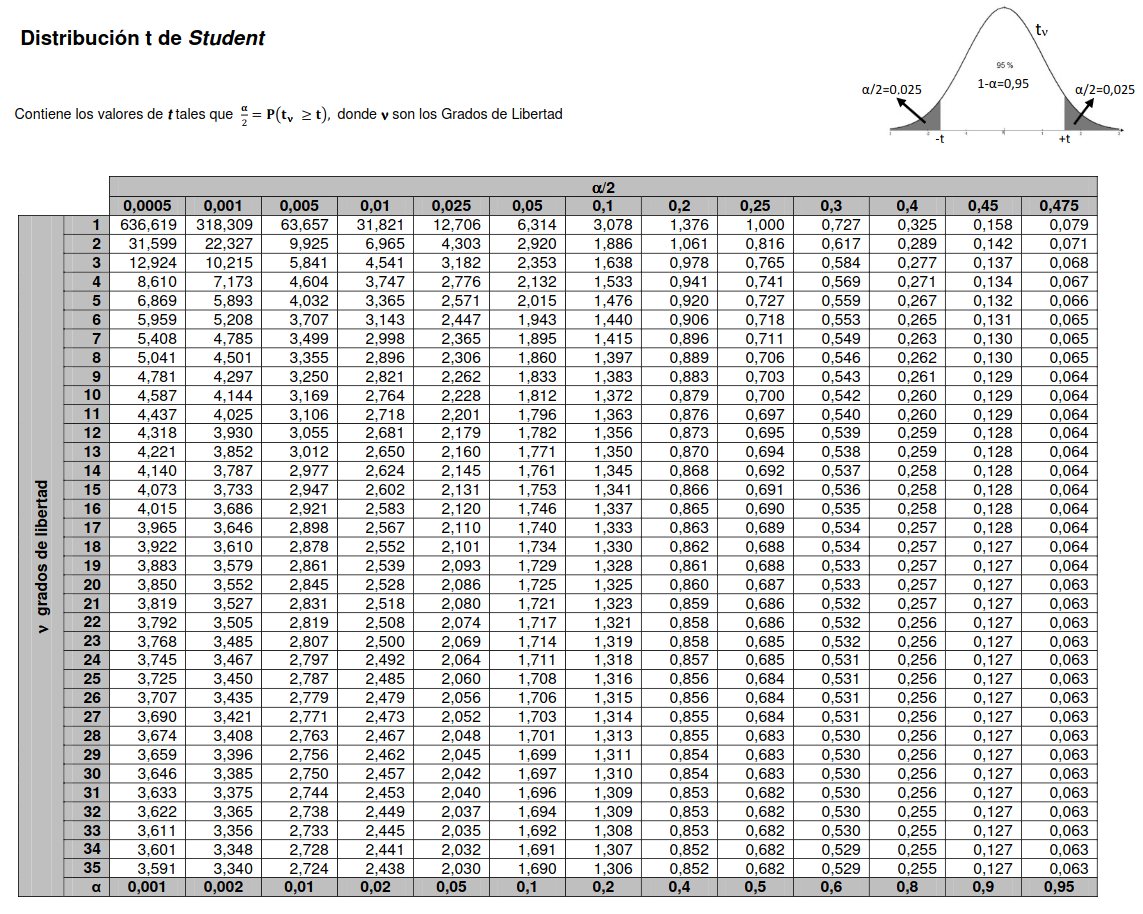 Distribución t de Student
tν
95 %
1-α=0,95
α/2=0.025
α/2=0,025
Contiene los valores de t tales que α/2 = P(tν ≥ t), donde ν son los Grados de Libertad
-t
+t
α/2
0,0005 0,001 0,005 0,01 0,025 0,05 0,1 0,2 0,25 0,3 0,4 0,45 0,475
1 636,619 318,309 63,657 31,821 12,706 6,314 3,078 1,376 1,000 0,727 0,325 0,158 0,079
2 31,599 22,327 9,925 6,965 4,303 2,920 1,886 1,061 0,816 0,617 0,289 0,142 0,071
3 12,924 10,215 5,841 4,541 3,182 2,353 1,638 0,978 0,765 0,584 0,277 0,137 0,068
4 8,610 7,173 4,604 3,747 2,776 2,132 1,533 0,941 0,741 0,569 0,271 0,134 0,067
5 6,869 5,893 4,032 3,365 2,571 2,015 1,476 0,920 0,727 0,559 0,267 0,132 0,066
6 5,959 5,208 3,707 3,143 2,447 1,943 1,440 0,906 0,718 0,553 0,265 0,131 0,065
7 5,408 4,785 3,499 2,998 2,365 1,895 1,415 0,896 0,711 0,549 0,263 0,130 0,065
8 5,041 4,501 3,355 2,896 2,306 1,860 1,397 0,889 0,706 0,546 0,262 0,130 0,065
9 4,781 4,297 3,250 2,821 2,262 1,833 1,383 0,883 0,703 0,543 0,261 0,129 0,064
10 4,587 4,144 3,169 2,764 2,228 1,812 1,372 0,879 0,700 0,542 0,260 0,129 0,064
11 4,437 4,025 3,106 2,718 2,201 1,796 1,363 0,876 0,697 0,540 0,260 0,129 0,064
12 4,318 3,930 3,055 2,681 2,179 1,782 1,356 0,873 0,695 0,539 0,259 0,128 0,064
13 4,221 3,852 3,012 2,650 2,160 1,771 1,350 0,870 0,694 0,538 0,259 0,128 0,064
14 4,140 3,787 2,977 2,624 2,145 1,761 1,345 0,868 0,692 0,537 0,258 0,128 0,064
15 4,073 3,733 2,947 2,602 2,131 1,753 1,341 0,866 0,691 0,536 0,258 0,128 0,064
16 4,015 3,686 2,921 2,583 2,120 1,746 1,337 0,865 0,690 0,535 0,258 0,128 0,064
17 3,965 3,646 2,898 2,567 2,110 1,740 1,333 0,863 0,689 0,534 0,257 0,128 0,064
18 3,922 3,610 2,878 2,552 2,101 1,734 1,330 0,862 0,688 0,534 0,257 0,127 0,064
19 3,883 3,579 2,861 2,539 2,093 1,729 1,328 0,861 0,688 0,533 0,257 0,127 0,064
20 3,850 3,552 2,845 2,528 2,086 1,725 1,325 0,860 0,687 0,533 0,257 0,127 0,063
21 3,819 3,527 2,831 2,518 2,080 1,721 1,323 0,859 0,686 0,532 0,257 0,127 0,063
22 3,792 3,505 2,819 2,508 2,074 1,717 1,321 0,858 0,686 0,532 0,256 0,127 0,063
23 3,768 3,485 2,807 2,500 2,069 1,714 1,319 0,858 0,685 0,532 0,256 0,127 0,063
24 3,745 3,467 2,797 2,492 2,064 1,711 1,318 0,857 0,685 0,531 0,256 0,127 0,063
25 3,725 3,450 2,787 2,485 2,060 1,708 1,316 0,856 0,684 0,531 0,256 0,127 0,063
26 3,707 3,435 2,779 2,479 2,056 1,706 1,315 0,856 0,684 0,531 0,256 0,127 0,063
27 3,690 3,421 2,771 2,473 2,052 1,703 1,314 0,855 0,684 0,531 0,256 0,127 0,063
28 3,674 3,408 2,763 2,467 2,048 1,701 1,313 0,855 0,683 0,530 0,256 0,127 0,063
29 3,659 3,396 2,756 2,462 2,045 1,699 1,311 0,854 0,683 0,530 0,256 0,127 0,063
30 3,646 3,385 2,750 2,457 2,042 1,697 1,310 0,854 0,683 0,530 0,256 0,127 0,063
31 3,633 3,375 2,744 2,453 2,040 1,696 1,309 0,853 0,682 0,530 0,256 0,127 0,063
32 3,622 3,365 2,738 2,449 2,037 1,694 1,309 0,853 0,682 0,530 0,255 0,127 0,063
33 3,611 3,356 2,733 2,445 2,035 1,692 1,308 0,853 0,682 0,530 0,255 0,127 0,063
34 3,601 3,348 2,728 2,441 2,032 1,691 1,307 0,852 0,682 0,529 0,255 0,127 0,063
35 3,591 3,340 2,724 2,438 2,030 1,690 1,306 0,852 0,682 0,529 0,255 0,127 0,063
α 0,001 0,002 0,01 0,02 0,05 0,1 0,2 0,4 0,5 0,6 0,8 0,9 0,95
ν grados de libertad